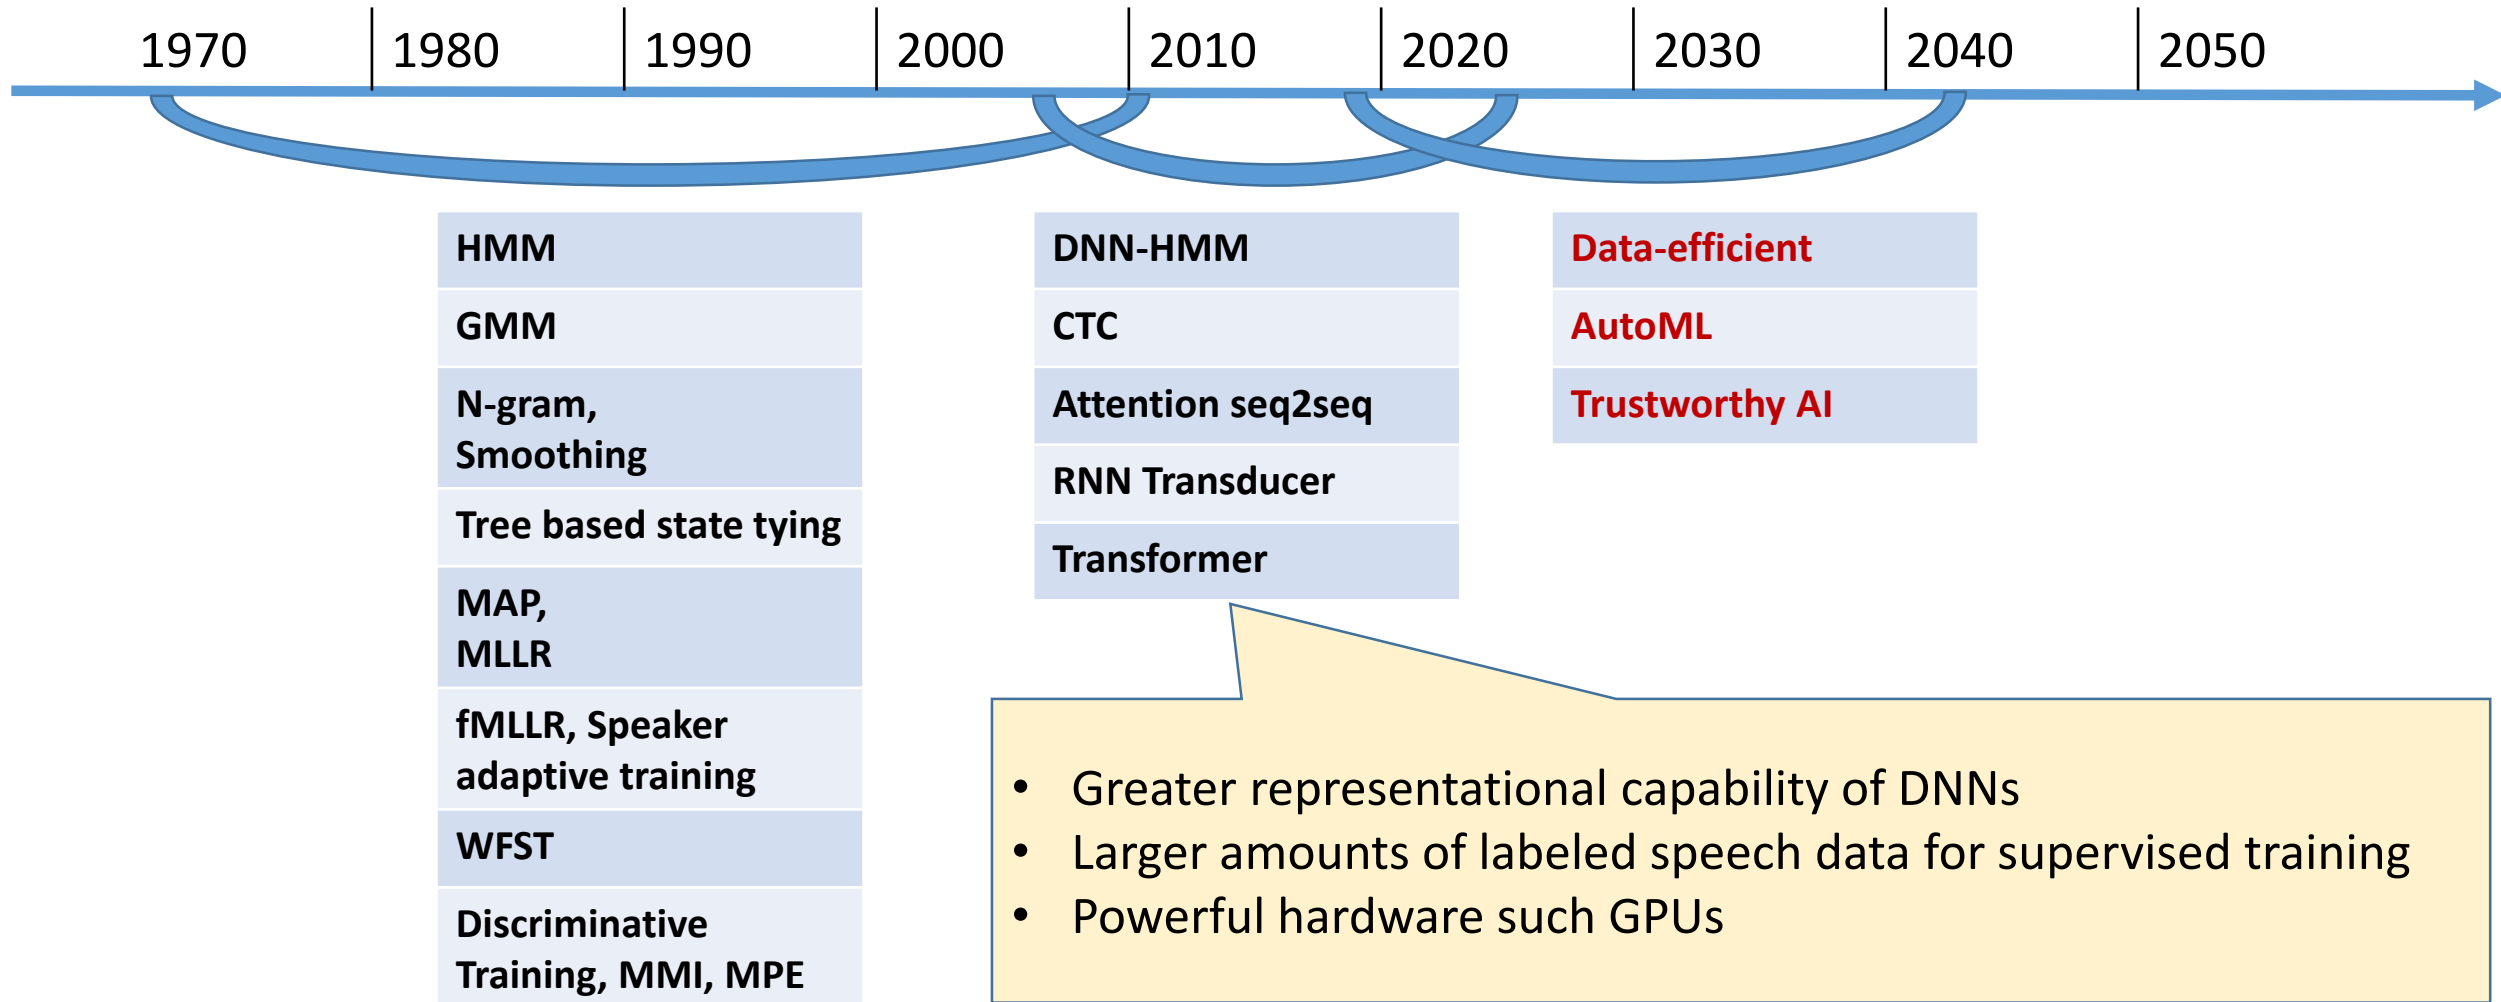 1970 1980 1990 2000 2010 2020 2030 2040 2050
HMM
GMM
N-gram,
Smoothing
Tree based state tying
MAP,
MLLR
fMLLR, Speaker
adaptive training
WFST
Discriminative
Training, MMI, MPE
DNN-HMM
CTC
Attention seq2seq
RNN Transducer
Transformer
Data-efficient
AutoML
Trustworthy AI
• Greater representational capability of DNNs
• Larger amounts of labeled speech data for supervised training
• Powerful hardware such GPUs